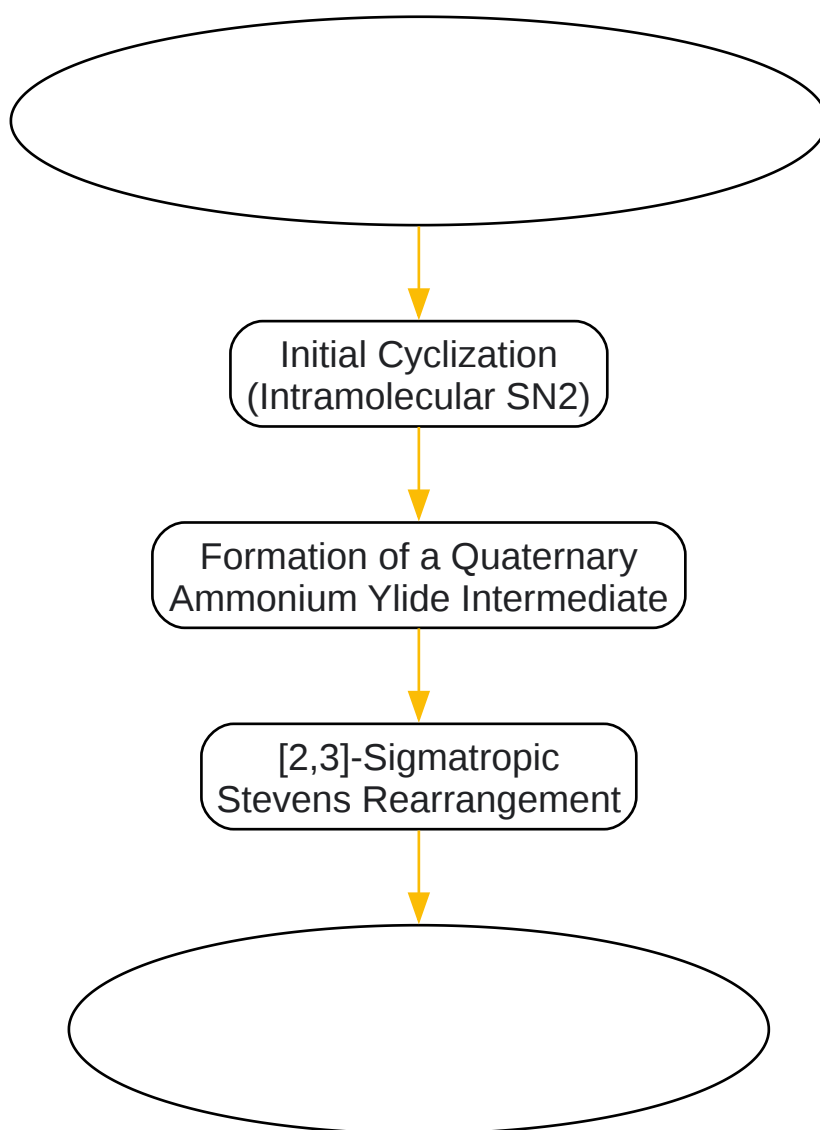 Initial Cyclization
(Intramolecular SN2)
Formation of a Quaternary
Ammonium Ylide Intermediate
[2,3]-Sigmatropic
Stevens Rearrangement